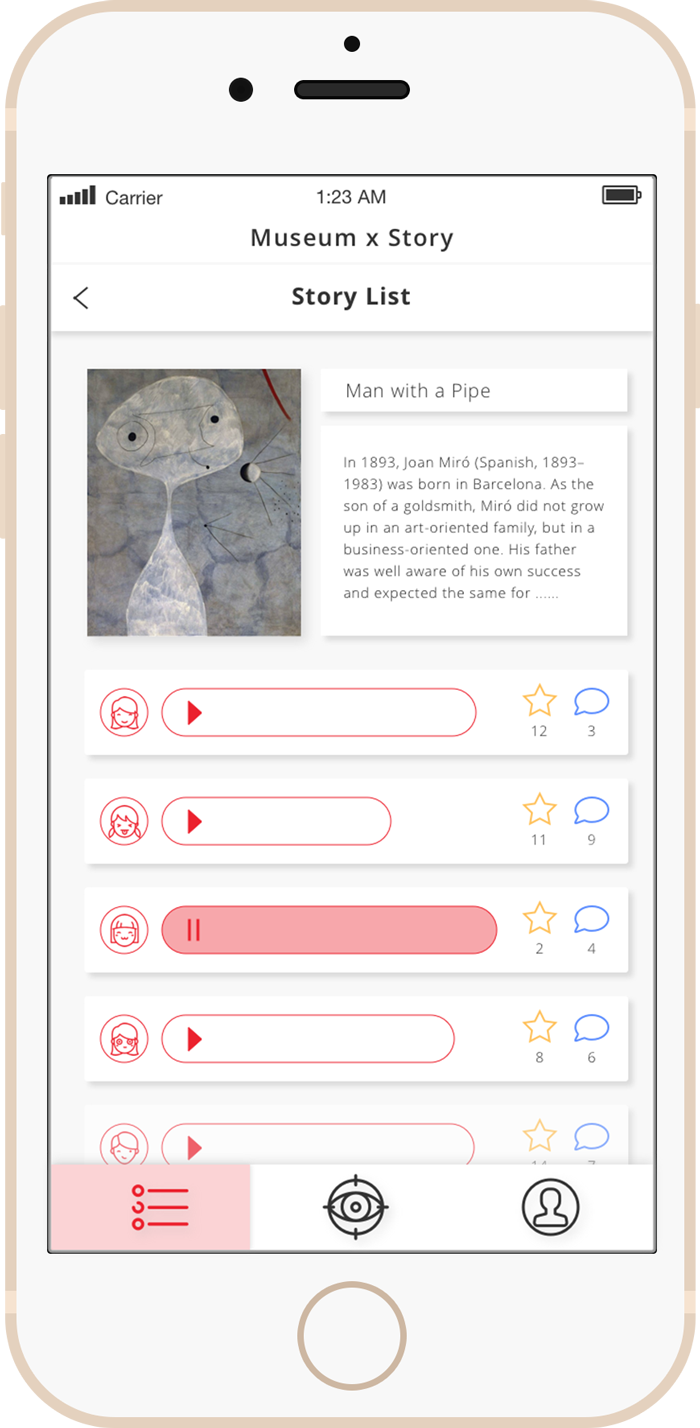 Carrier 1:23 AM
Museum x Story
Story List
Man with a Pipe
In 1893, Joan Miró (Spanish, 1893–
1983) was born in Barcelona. As the
son of a goldsmith, Miró did not grow
up in an art-oriented family, but in a
business-oriented one. His father
was well aware of his own success
and expected the same for ......
12 3
11 9
2 4
8 6